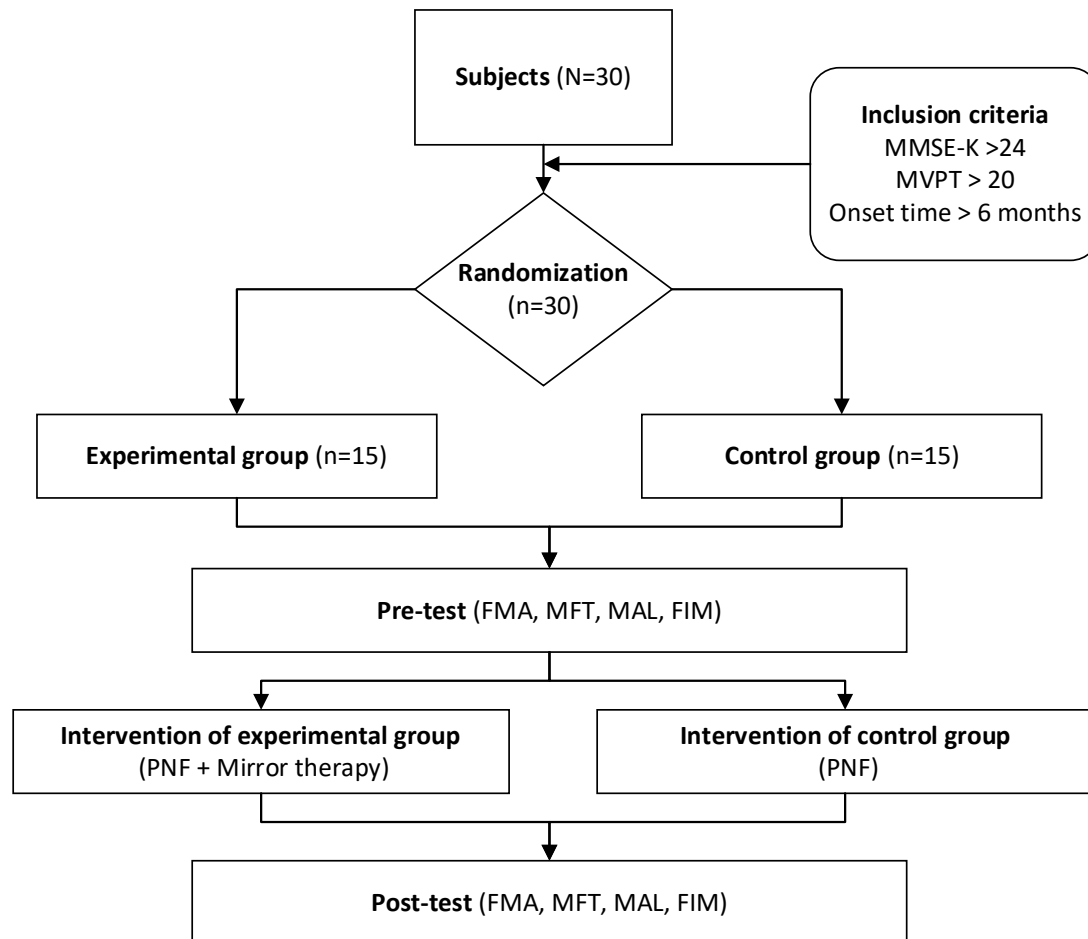 Subjects (N=30)
Inclusion criteria
MMSE-K >24
MVPT > 20
Onset time > 6 months
Randomization
(n=30)
Experimental group (n=15)
Control group (n=15)
Pre-test (FMA, MFT, MAL, FIM)
Intervention of experimental group
(PNF + Mirror therapy)
Intervention of control group
(PNF)
Post-test (FMA, MFT, MAL, FIM)